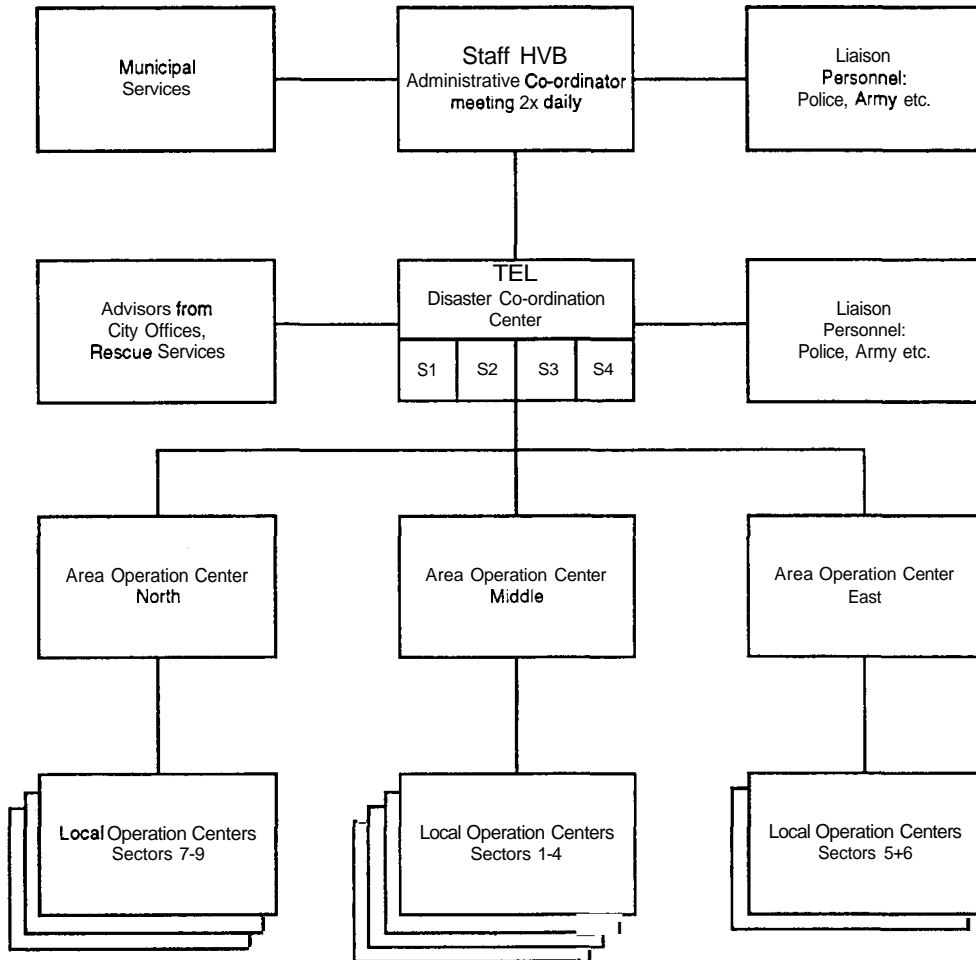 Municipal
Services
Staff HVB
Administrative Co-ordinator
meeting 2x daily
Liaison
Personnel:
Police, Army etc.
Advisors from
City Offices,
Rescue Services
TEL
Disaster Co-ordination
Center
S1 S2 S3 S4
Liaison
Personnel:
Police, Army etc.
Area Operation Center
North
Area Operation Center
Middle
Area Operation Center
East
Local Operation Centers
Sectors 7-9
Local Operation Centers
Sectors 1-4
Local Operation Centers
Sectors 5+6